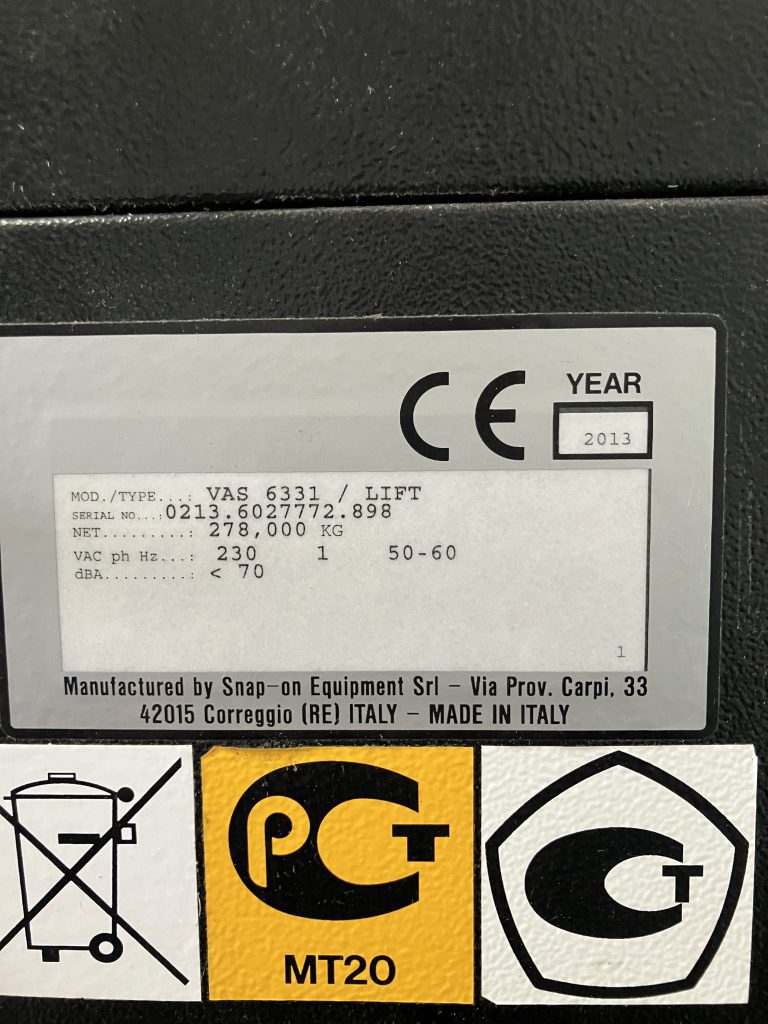 CE YEAR
2013
MOD./TYPE...: VAS 6331 / LIFT
SERIAL NO...:0213.6027772.898
NET.........: 278,000 KG
VAC ph Hz...: 230 1 50-60
dBA.........: < 70
1
Manufactured by Snap-on Equipment Srl – Via Prov. Carpi, 33
42015 Correggio (RE) ITALY – MADE IN ITALY
PCT
MT20
CT